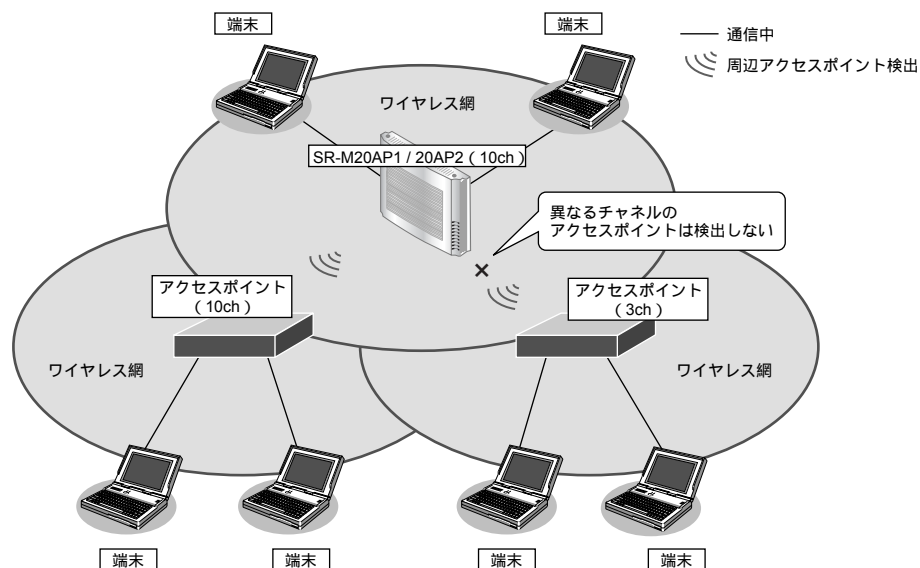 端末
端末
通信中
周辺アクセスポイント検出
ワイヤレス網
SR-M20AP1 / 20AP2（10ch）
異なるチャネルの
アクセスポイントは検出しない
アクセスポイント
（10ch）
アクセスポイント
（3ch）
ワイヤレス網
ワイヤレス網
端末
端末
端末
端末